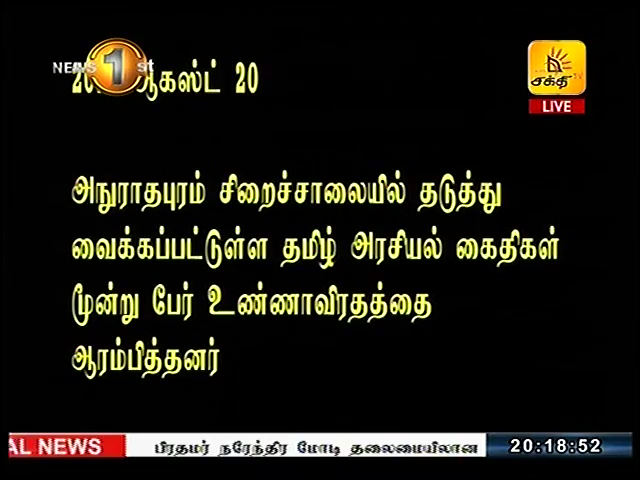 NEWS 1st
ஆகஸ்ட் 20
சக்தி TV
LIVE
அநுராதபுரம் சிறைச்சாலையில் தடுத்து
வைக்கப்பட்டுள்ள தமிழ் அரசியல் கைதிகள்
மூன்று பேர் உண்ணாவிரதத்தை
ஆரம்பித்தனர்
AL NEWS
பிரதமர் நரேந்திர மோடி தலைமையிலான
20:18:52